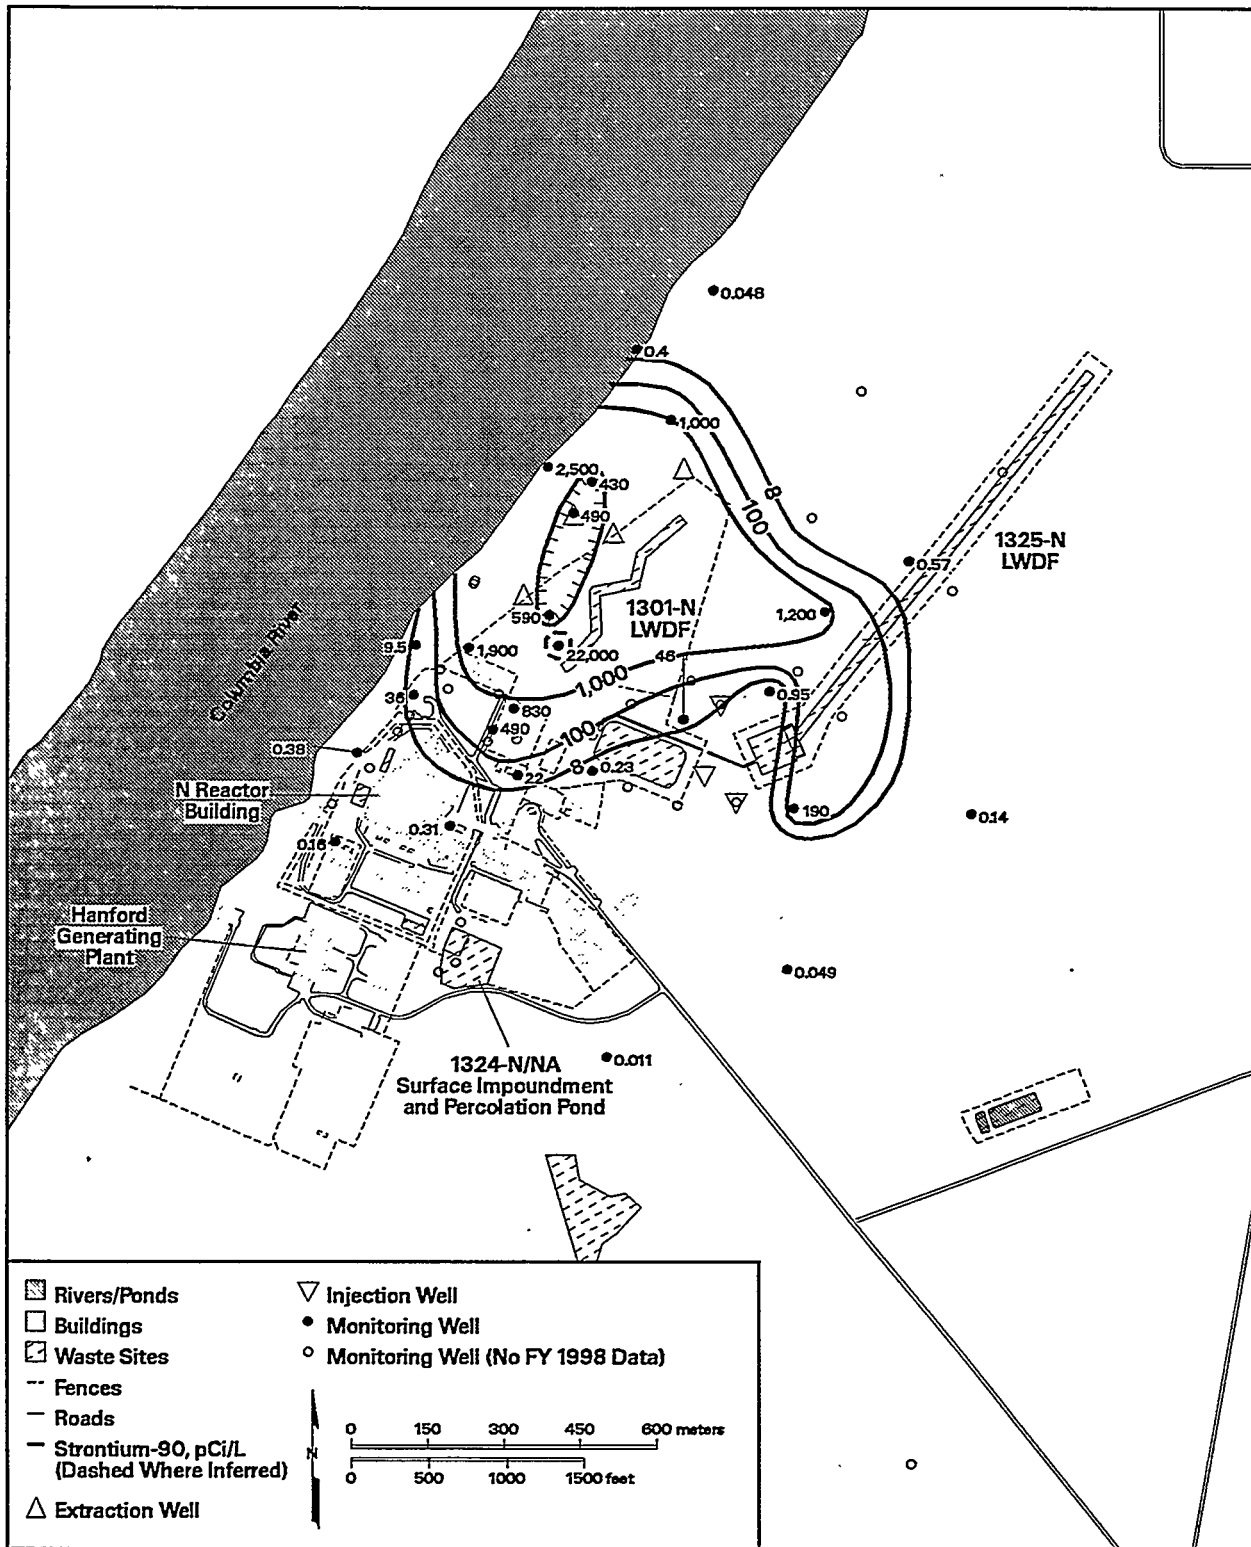 0.048
0.4
1,000
8
100
2,500
430
490
1325-N
LWDF
0.57
8
590
1301-N
LWDF
1,200
9.5
1,900
22,000
46
1,000
Columbia River
36
830
0.95
490
100
0.38
8
0.23
22
N Reactor
Building
190
0.14
0.31
0.16
Hanford
Generating
Plant
0.049
1324-N/NA
Surface Impoundment
and Percolation Pond
0.011
Rivers/Ponds
Buildings
Waste Sites
Fences
Roads
Strontium-90, pCi/L
(Dashed Where Inferred)
Extraction Well
Injection Well
Monitoring Well
Monitoring Well (No FY 1998 Data)
N
0 150 300 450 600 meters
0 500 1000 1500 feet